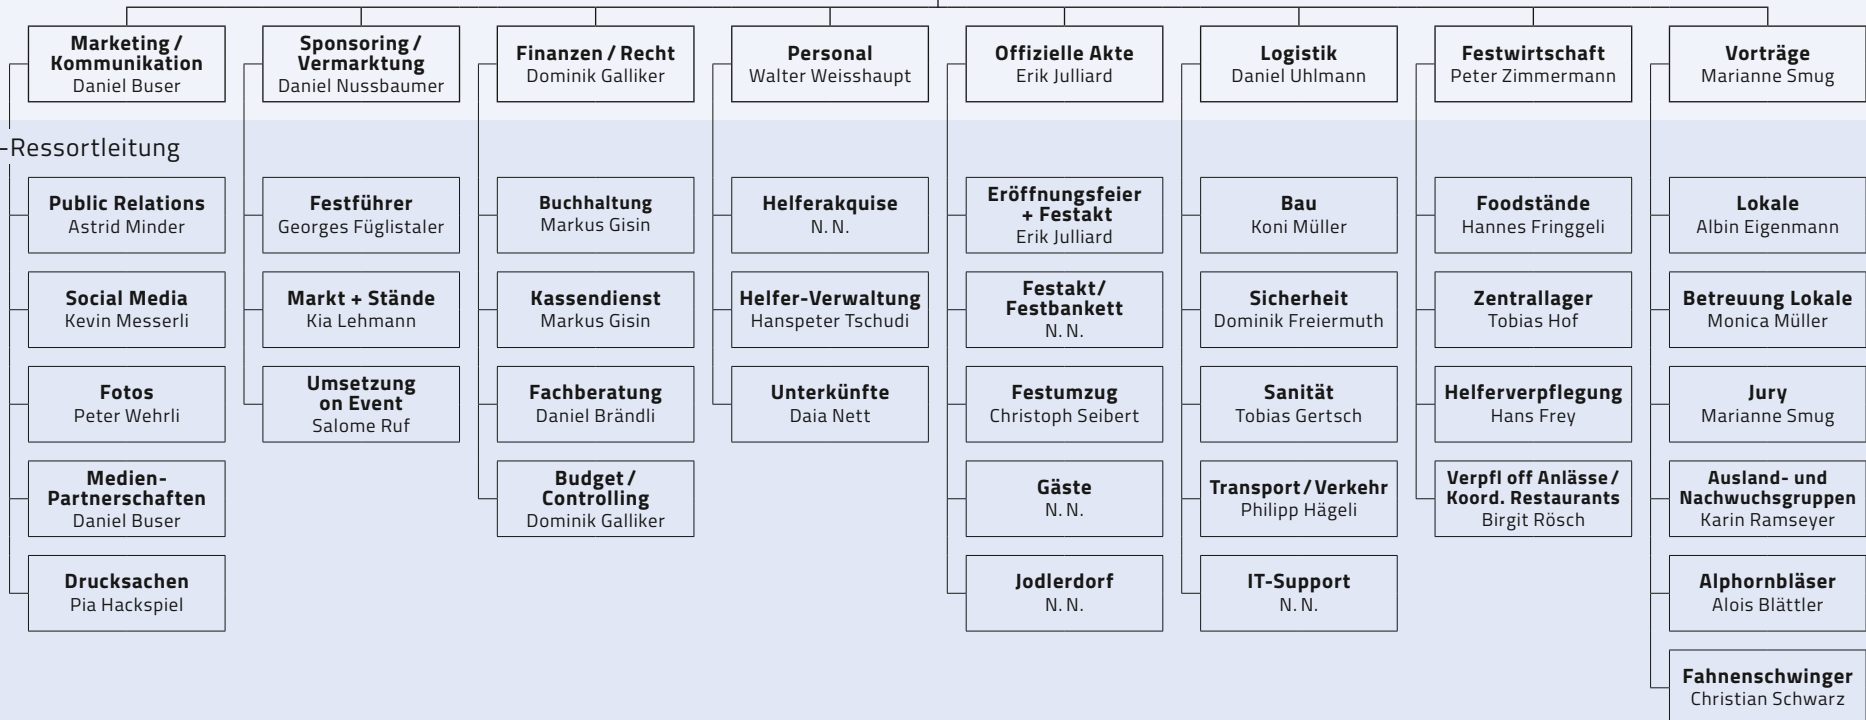 Marketing / Kommunikation
Daniel Buser
Sponsoring / Vermarktung
Daniel Nussbaumer
Finanzen / Recht
Dominik Galliker
Personal
Walter Weisshaupt
Offizielle Akte
Erik Julliard
Logistik
Daniel Uhlmann
Festwirtschaft
Peter Zimmermann
Vorträge
Marianne Smug
-Ressortleitung
Public Relations
Astrid Minder
Festführer
Georges Füglistaler
Buchhaltung
Markus Gisin
Helferakquise
N. N.
Eröffnungsfeier
+ Festakt
Erik Julliard
Bau
Koni Müller
Foodstände
Hannes Fringgeli
Lokale
Albin Eigenmann
Social Media
Kevin Messerli
Markt + Stände
Kia Lehmann
Kassendienst
Markus Gisin
Helfer-Verwaltung
Hanspeter Tschudi
Festakt/
Festbankett
N. N.
Sicherheit
Dominik Freiermuth
Zentrallager
Tobias Hof
Betreuung Lokale
Monica Müller
Fotos
Peter Wehrli
Umsetzung
on Event
Salome Ruf
Fachberatung
Daniel Brändli
Unterkünfte
Daia Nett
Festumzug
Christoph Seibert
Sanität
Tobias Gertsch
Helferverpflegung
Hans Frey
Jury
Marianne Smug
Medien-
Partnerschaften
Daniel Buser
Budget /
Controlling
Dominik Galliker
Gäste
N. N.
Transport / Verkehr
Philipp Hägeli
Verpfl off Anlässe /
Koord. Restaurants
Birgit Rösch
Ausland- und
Nachwuchsgruppen
Karin Ramseyer
Drucksachen
Pia Hackspiel
Jodlerdorf
N. N.
IT-Support
N. N.
Alphornbläser
Alois Blättler
Fahnenschwinger
Christian Schwarz